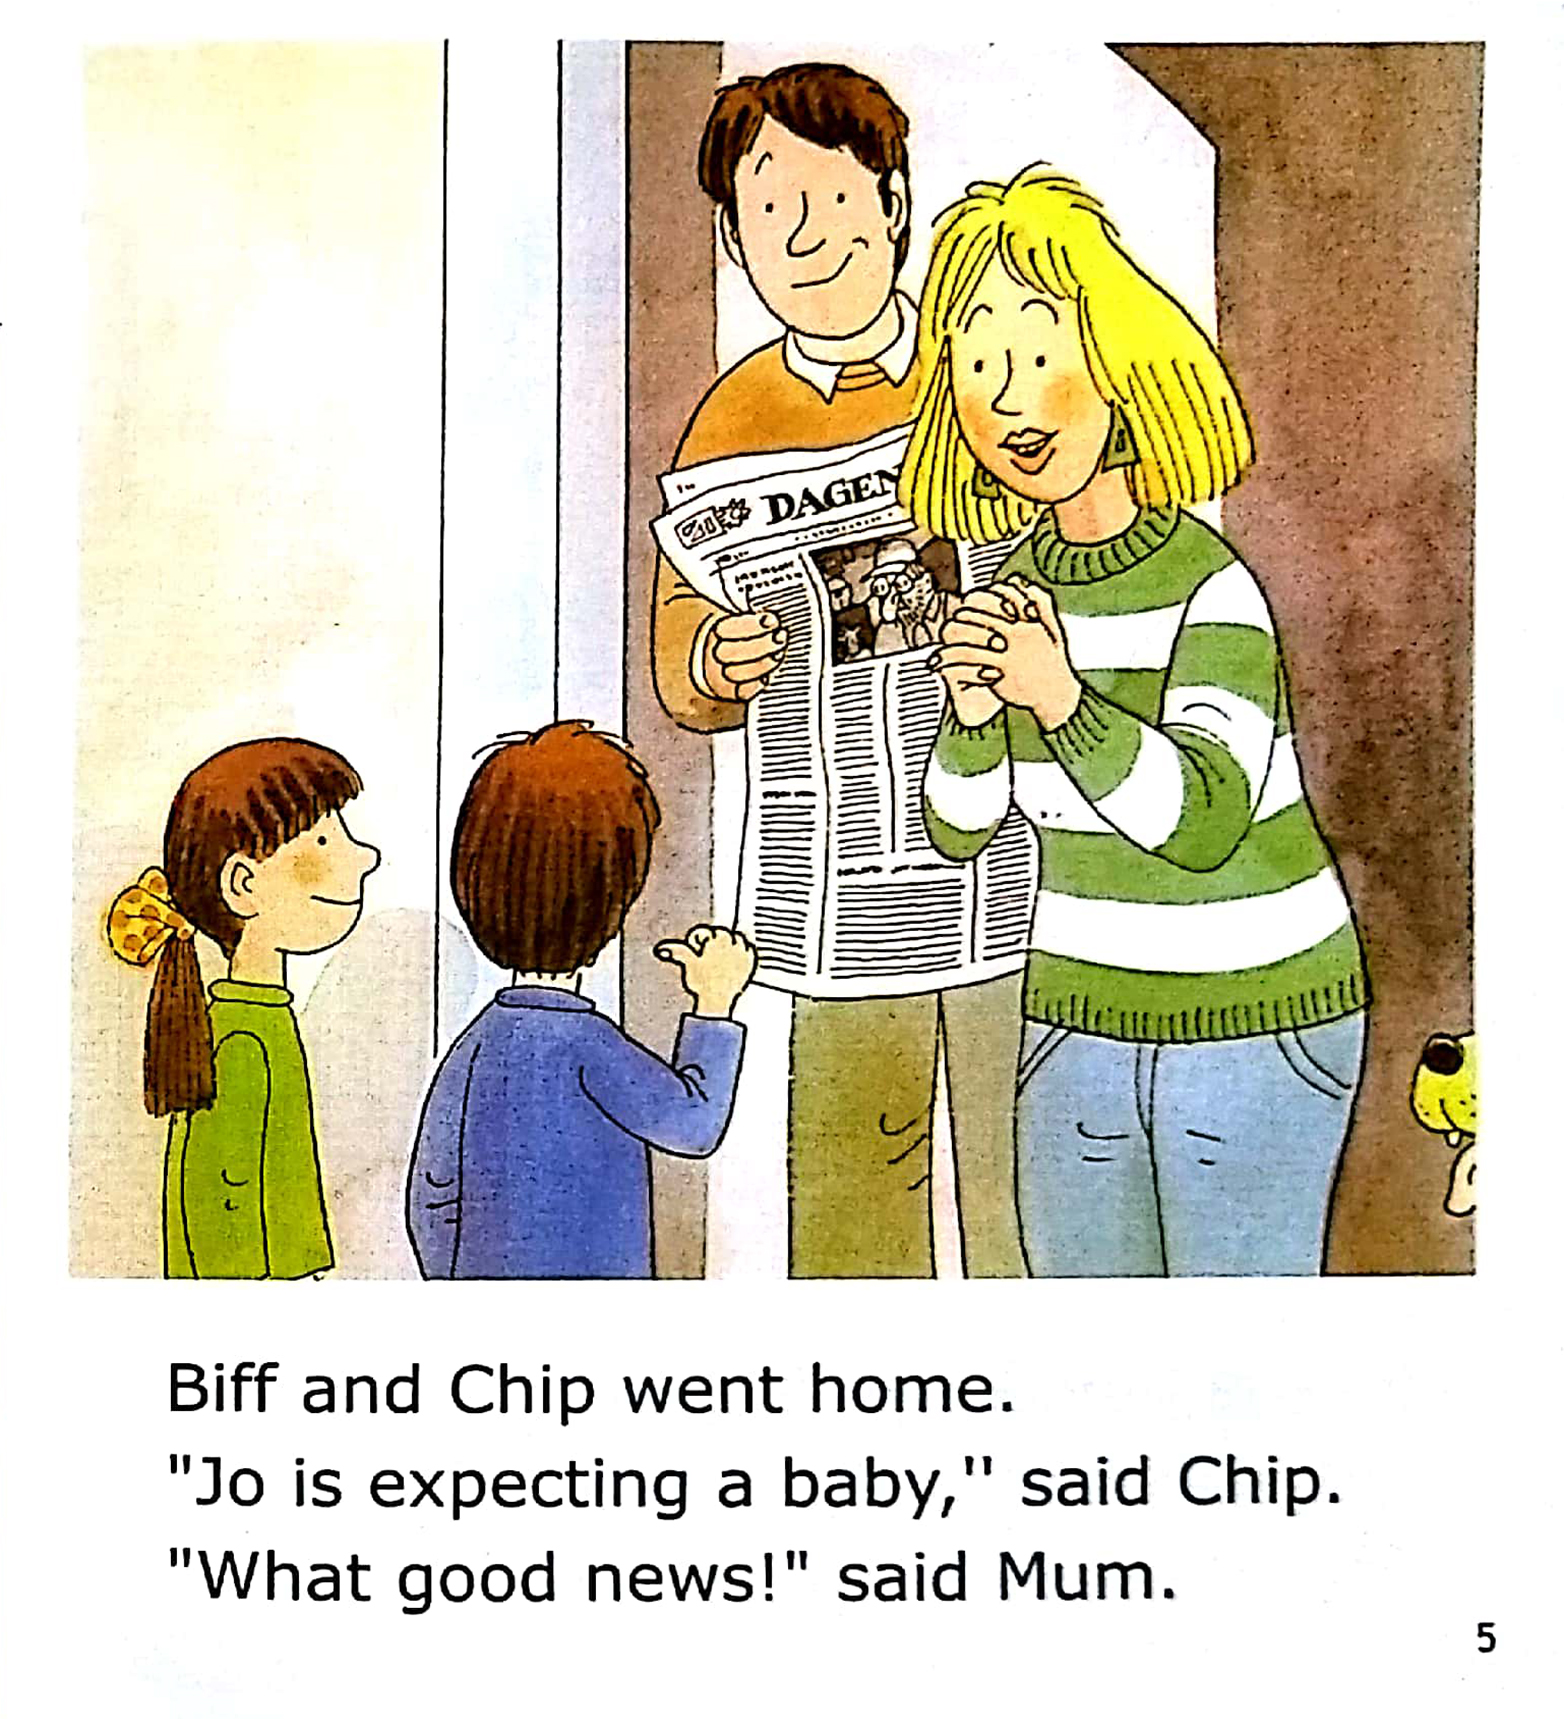 DAGEN
Biff and Chip went home.
"Jo is expecting a baby," said Chip.
"What good news!" said Mum.
5